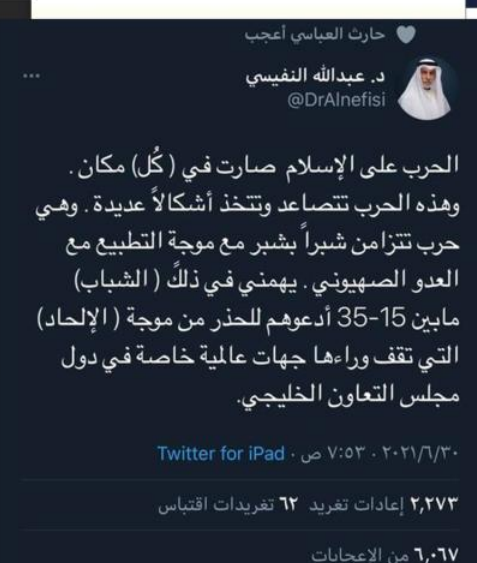 حارث العباسي أعجب
د. عبدالله النفيسي
@DrAlnefisi
الحرب على الإسلام صارت في ( كُل) مكان .
وهذه الحرب تتصاعد وتتخذ أشكالاً عديدة . وهي
حرب تتزامن شبراً بشبر مع موجة التطبيع مع
العدو الصهيوني . يهمني في ذلكً ( الشباب)
مابين 15-35 أدعوهم للحذر من موجة ( الإلحاد)
التي تقف وراءها جهات عالمية خاصة في دول
مجلس التعاون الخليجي.
٢٠٢١/٦/٣٠ · ٧:٥٣ ص · Twitter for iPad
٢,٢٧٣ إعادات تغريد ٦٢ تغريدات اقتباس
٦,٠٦٧ من الاعجابات